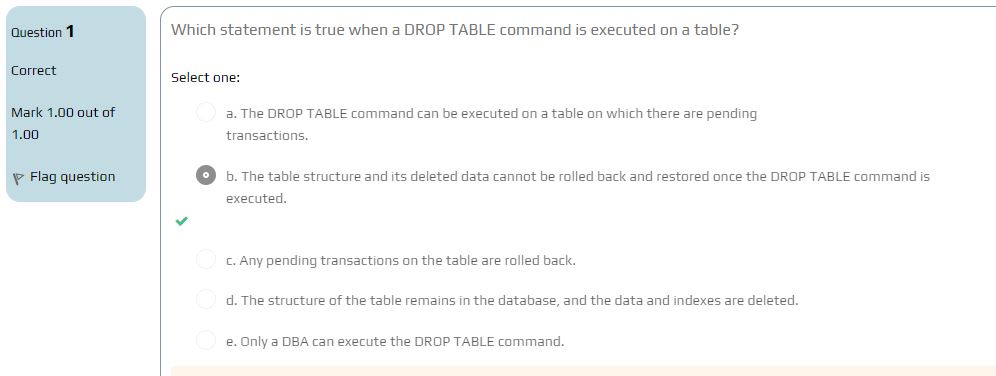 Question 1
Correct
Mark 1.00 out of
1.00
Flag question
Which statement is true when a DROP TABLE command is executed on a table?
Select one:
a. The DROP TABLE command can be executed on a table on which there are pending
transactions.
b. The table structure and its deleted data cannot be rolled back and restored once the DROP TABLE command is
executed.
c. Any pending transactions on the table are rolled back.
d. The structure of the table remains in the database, and the data and indexes are deleted.
e. Only a DBA can execute the DROP TABLE command.